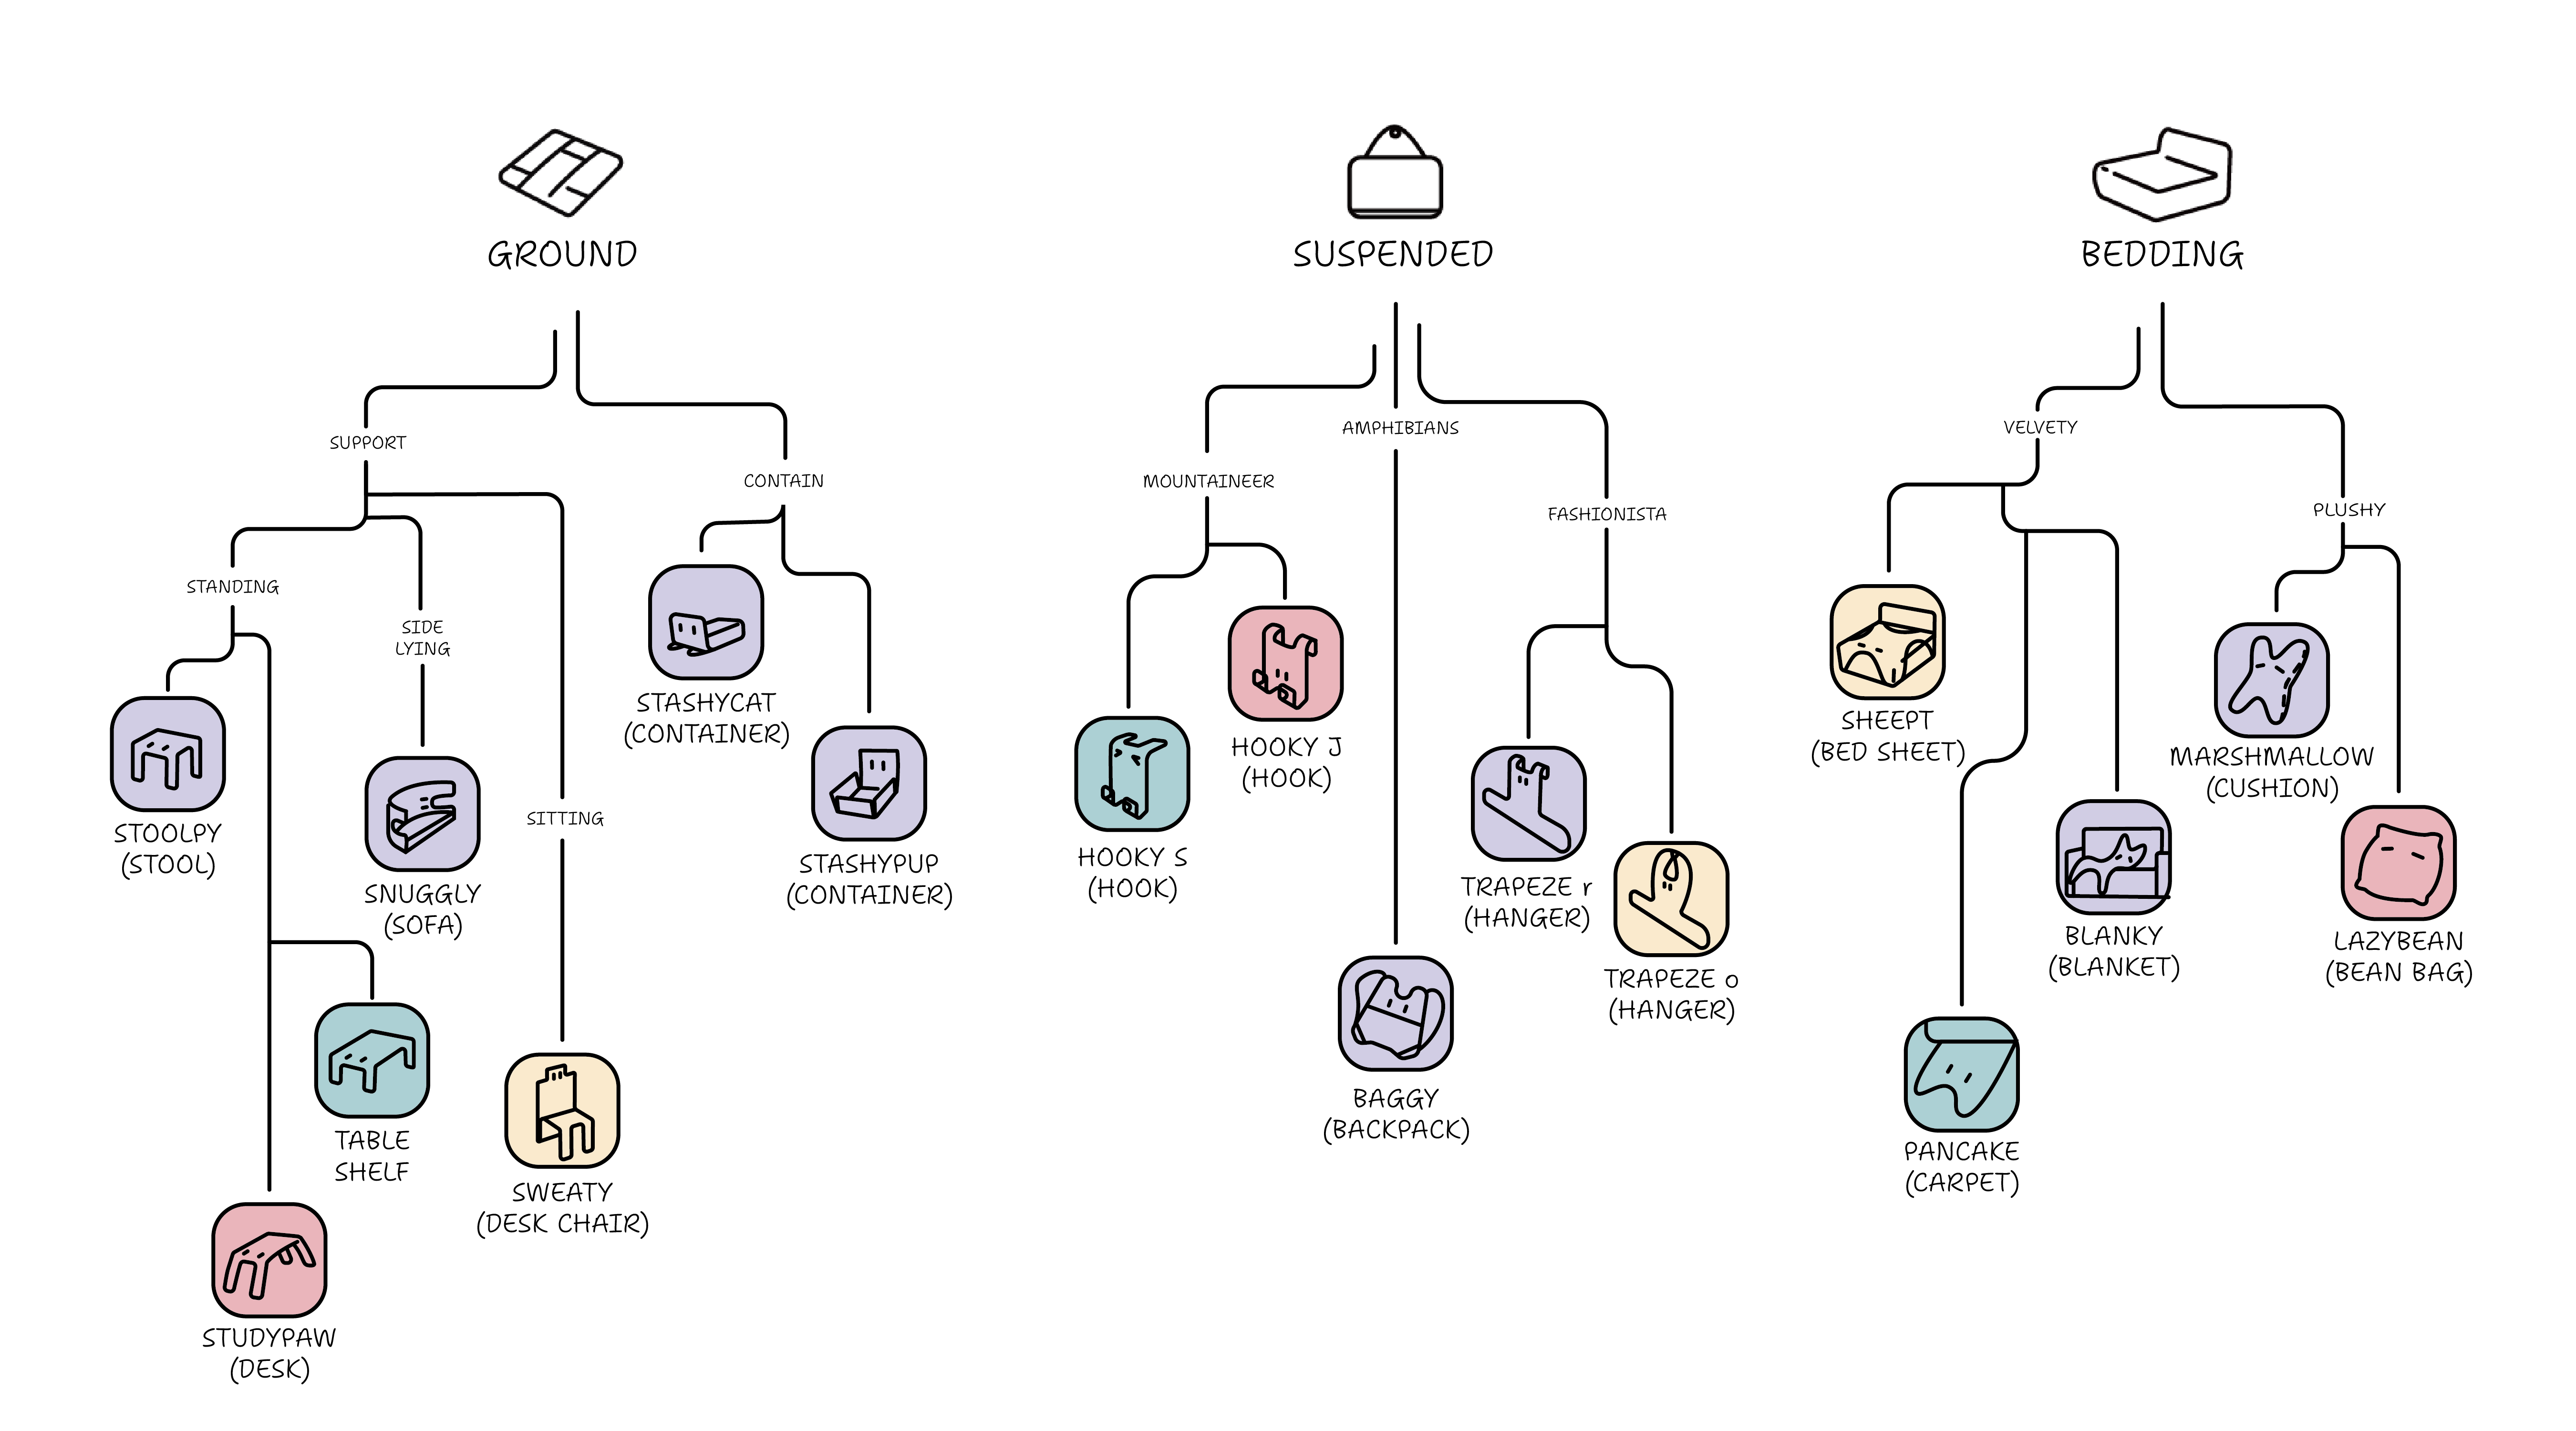 GROUND
SUSPENDED
BEDDING
SUPPORT
CONTAIN
STANDING
SIDE
LYING
SITTING
STOOLPY
(STOOL)
SNUGGLY
(SOFA)
STASHYCAT
(CONTAINER)
STASHYPUP
(CONTAINER)
TABLE
SHELF
SWEATY
(DESK CHAIR)
STUDYPAW
(DESK)
AMPHIBIANS
MOUNTAINEER
FASHIONISTA
HOOKY J
(HOOK)
HOOKY S
(HOOK)
TRAPEZE r
(HANGER)
TRAPEZE o
(HANGER)
BAGGY
(BACKPACK)
VELVETY
PLUSHY
SHEEPT
(BED SHEET)
MARSHMALLOW
(CUSHION)
BLANKY
(BLANKET)
LAZYBEAN
(BEAN BAG)
PANCAKE
(CARPET)